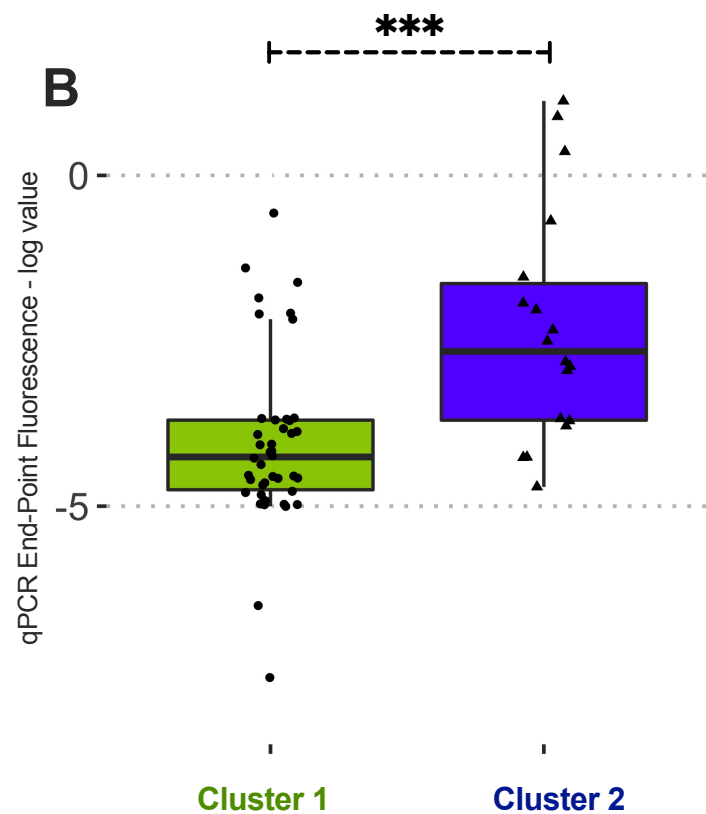 ***
B
qPCR End-Point Fluorescence - log value
0
-5
Cluster 1
Cluster 2